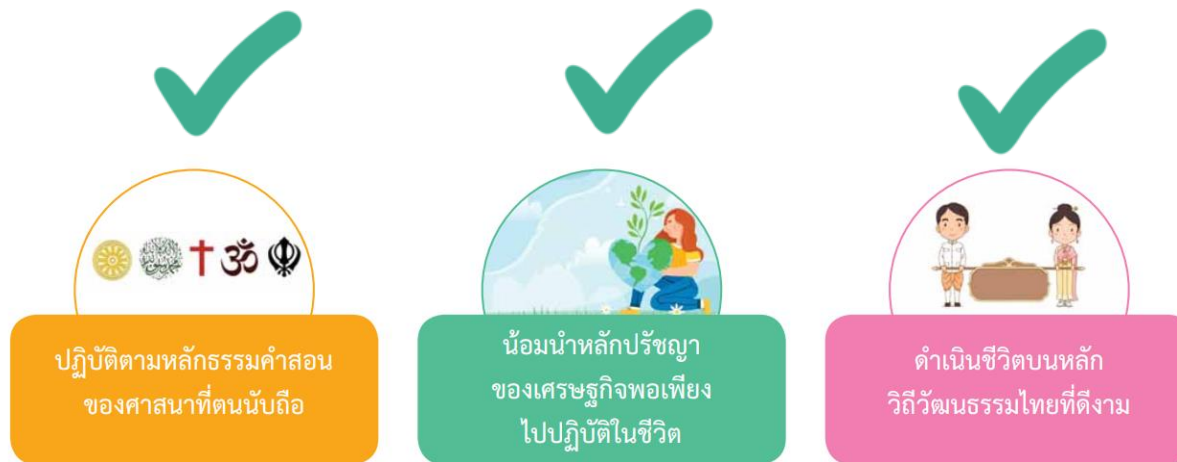 ปฏิบัติตามหลักธรรมคำสอน
ของศาสนาที่ตนนับถือ
น้อมนำหลักปรัชญา
ของเศรษฐกิจพอเพียง
ไปปฏิบัติในชีวิต
ดำเนินชีวิตบนหลัก
วิถีวัฒนธรรมไทยที่ดีงาม